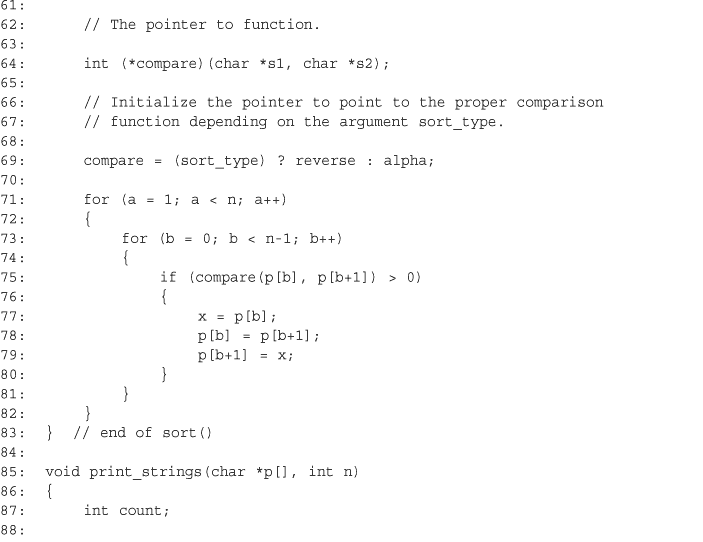 61:
62: // The pointer to function.
63:
64: int (*compare)(char *s1, char *s2);
65:
66: // Initialize the pointer to point to the proper comparison
67: // function depending on the argument sort_type.
68:
69: compare = (sort_type) ? reverse : alpha;
70:
71: for (a = 1; a < n; a++)
72: {
73: for (b = 0; b < n-1; b++)
74: {
75: if (compare(p[b], p[b+1]) > 0)
76: {
77: x = p[b];
78: p[b] = p[b+1];
79: p[b+1] = x;
80: }
81: }
82: }
83: } // end of sort()
84:
85: void print_strings(char *p[], int n)
86: {
87: int count;
88: